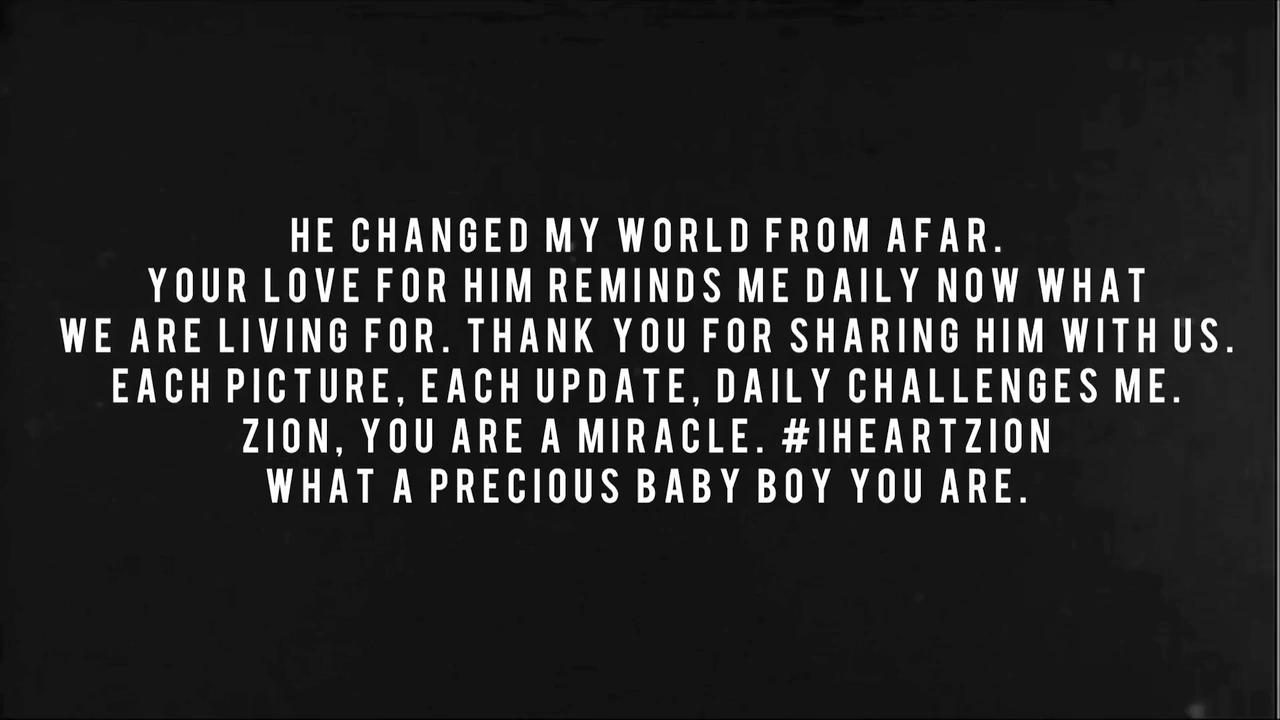 HE CHANGED MY WORLD FROM AFAR.
YOUR LOVE FOR HIM REMINDS ME DAILY NOW WHAT
WE ARE LIVING FOR. THANK YOU FOR SHARING HIM WITH US.
EACH PICTURE, EACH UPDATE, DAILY CHALLENGES ME.
ZION, YOU ARE A MIRACLE. #IHEARTZION
WHAT A PRECIOUS BABY BOY YOU ARE.